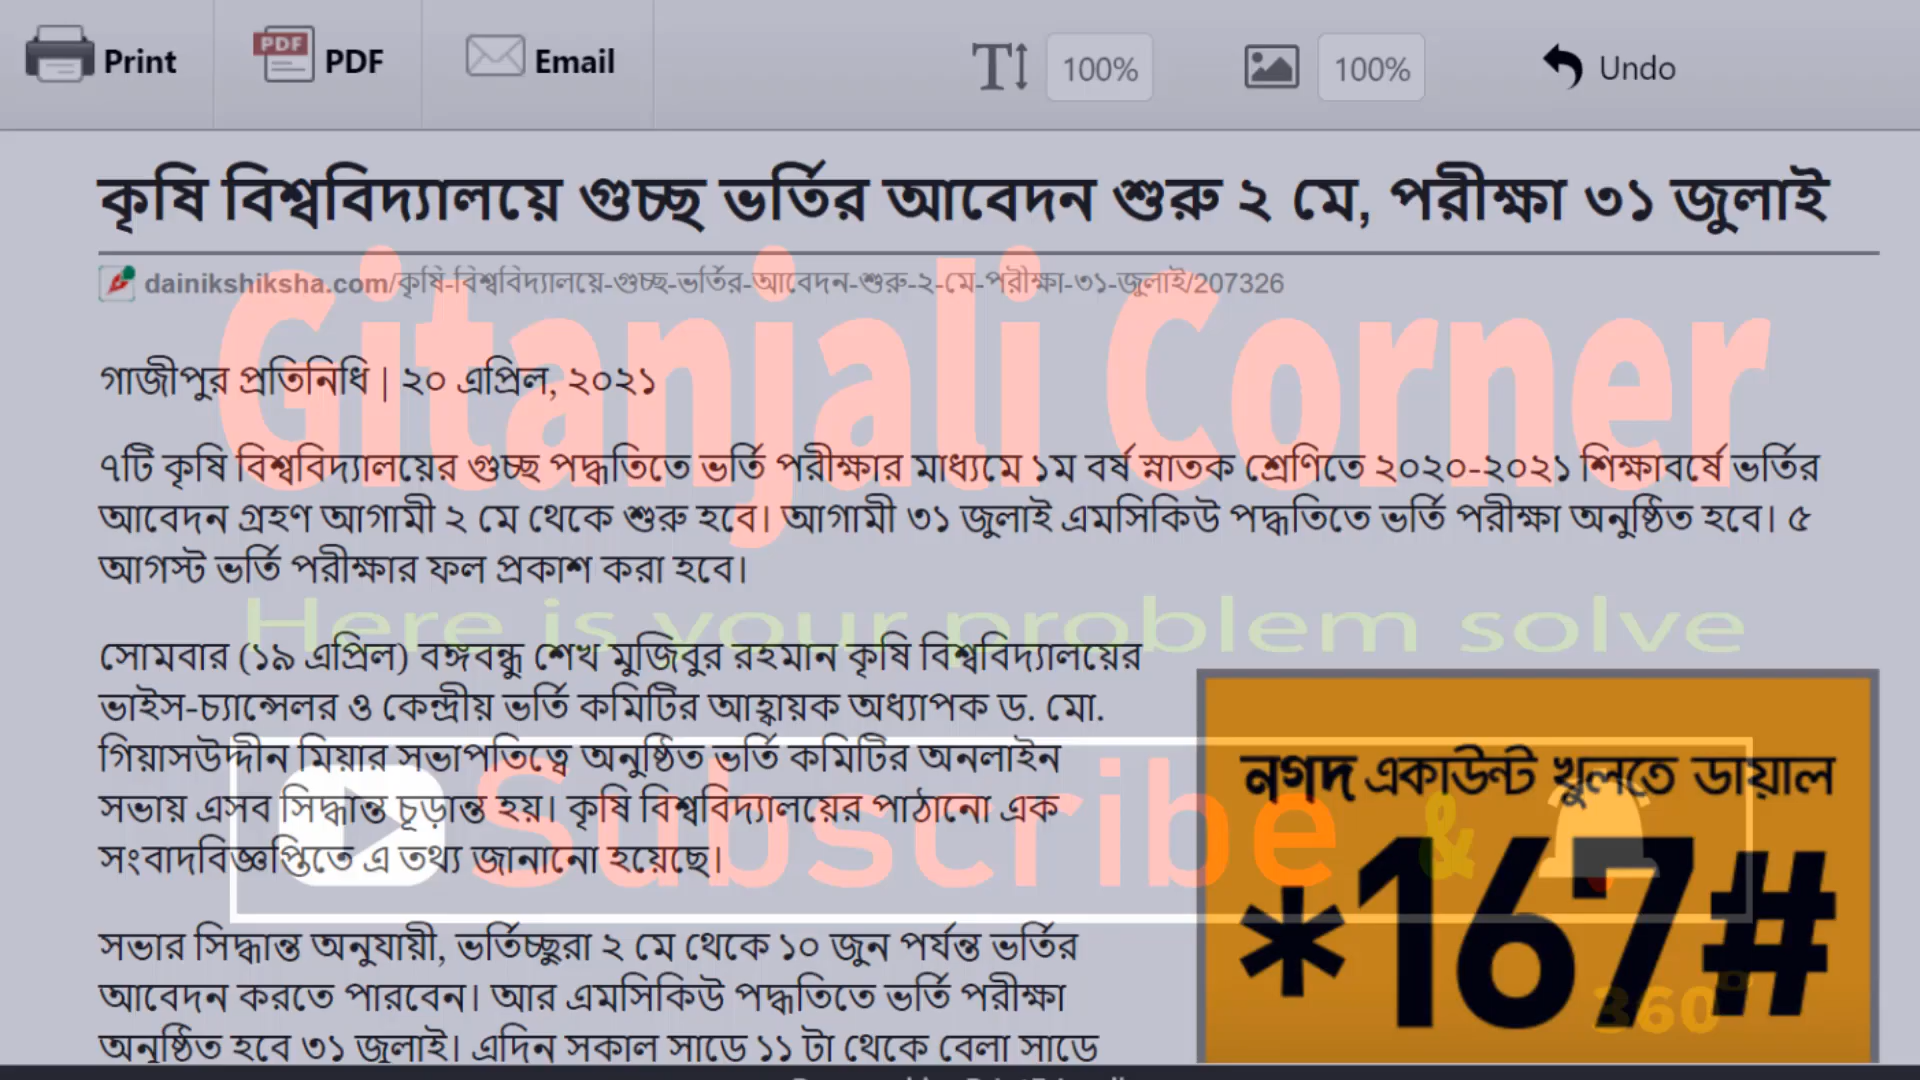 Print
PDF
PDF
Email
100%
100%
Undo
কৃষি বিশ্ববিদ্যালয়ে গুচ্ছ ভর্তির আবেদন শুরু ২ মে, পরীক্ষা ৩১ জুলাই
dainikshiksha.com/কৃষি-বিশ্ববিদ্যালয়ে-গুচ্ছ-ভর্তির-আবেদন-শুরু-২-মে-পরীক্ষা-৩১-জুলাই/207326
Gitanjali Corner
গাজীপুর প্রতিনিধি | ২০ এপ্রিল, ২০২১
৭টি কৃষি বিশ্ববিদ্যালয়ের গুচ্ছ পদ্ধতিতে ভর্তি পরীক্ষার মাধ্যমে ১ম বর্ষ স্নাতক শ্রেণিতে ২০২০-২০২১ শিক্ষাবর্ষে ভর্তির
আবেদন গ্রহণ আগামী ২ মে থেকে শুরু হবে। আগামী ৩১ জুলাই এমসিকিউ পদ্ধতিতে ভর্তি পরীক্ষা অনুষ্ঠিত হবে। ৫
আগস্ট ভর্তি পরীক্ষার ফল প্রকাশ করা হবে।
Here is your problem solve
সোমবার (১৯ এপ্রিল) বঙ্গবন্ধু শেখ মুজিবুর রহমান কৃষি বিশ্ববিদ্যালয়ের
ভাইস-চ্যান্সেলর ও কেন্দ্রীয় ভর্তি কমিটির আহ্বায়ক অধ্যাপক ড. মো.
গিয়াসউদ্দীন মিয়ার সভাপতিত্বে অনুষ্ঠিত ভর্তি কমিটির অনলাইন
সভায় এসব সিদ্ধান্ত চূড়ান্ত হয়। কৃষি বিশ্ববিদ্যালয়ের পাঠানো এক
সংবাদবিজ্ঞপ্তিতে এ তথ্য জানানো হয়েছে।
Subscribe &
নগদ একাউন্ট খুলতে ডায়াল
*167#
360°
সভার সিদ্ধান্ত অনুযায়ী, ভর্তিচ্ছুরা ২ মে থেকে ১০ জুন পর্যন্ত ভর্তির
আবেদন করতে পারবেন। আর এমসিকিউ পদ্ধতিতে ভর্তি পরীক্ষা
অনুষ্ঠিত হবে ৩১ জুলাই। এদিন সকাল সাড়ে ১১ টা থেকে বেলা সাড়ে